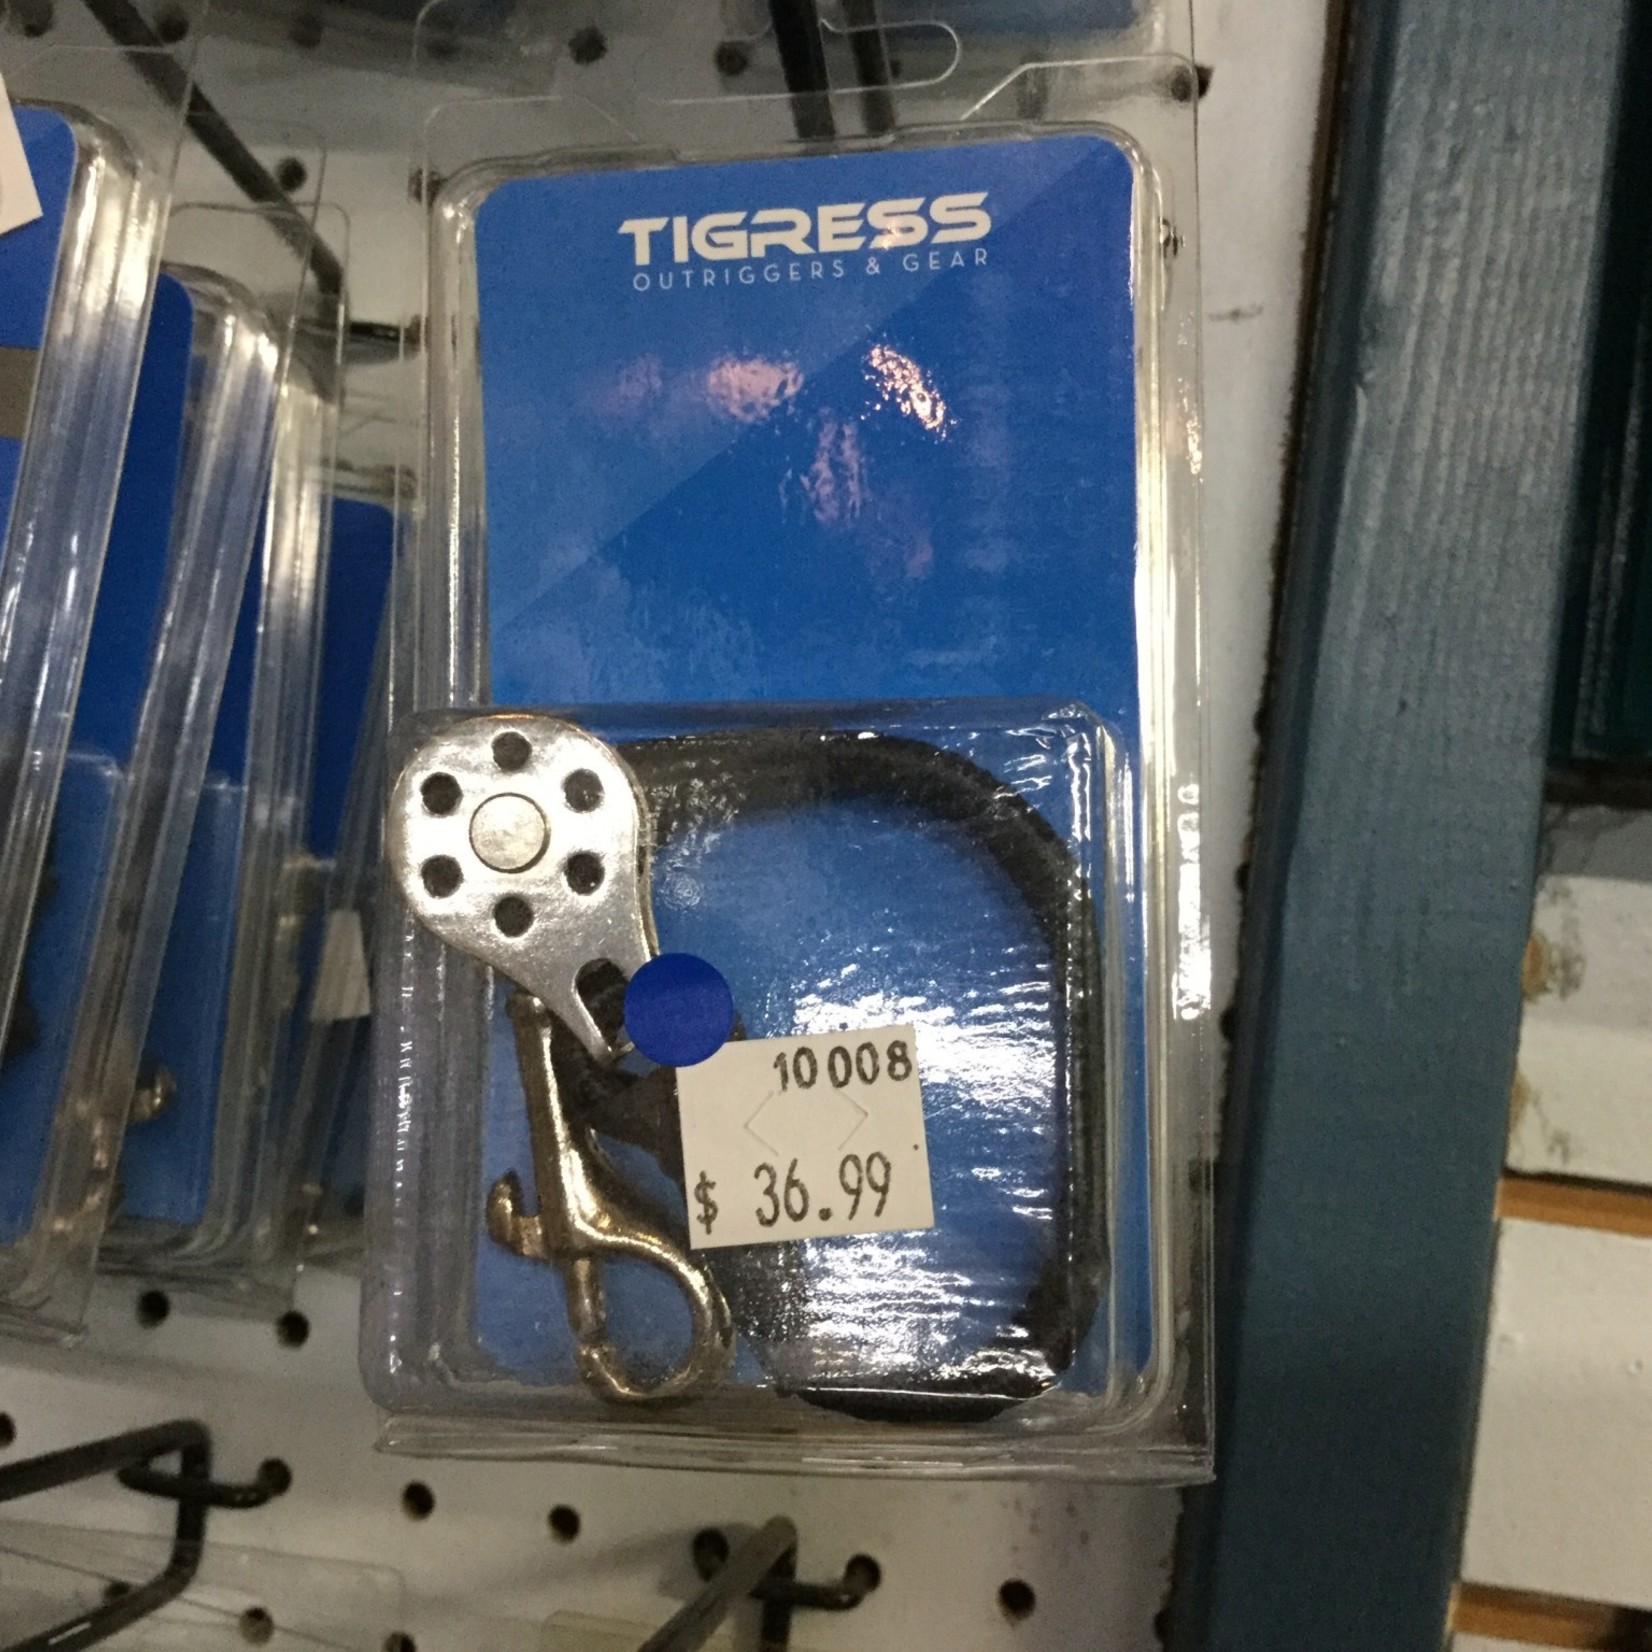 TIGRESS
OUTRIGGERS & GEAR
10008
$ 36.99